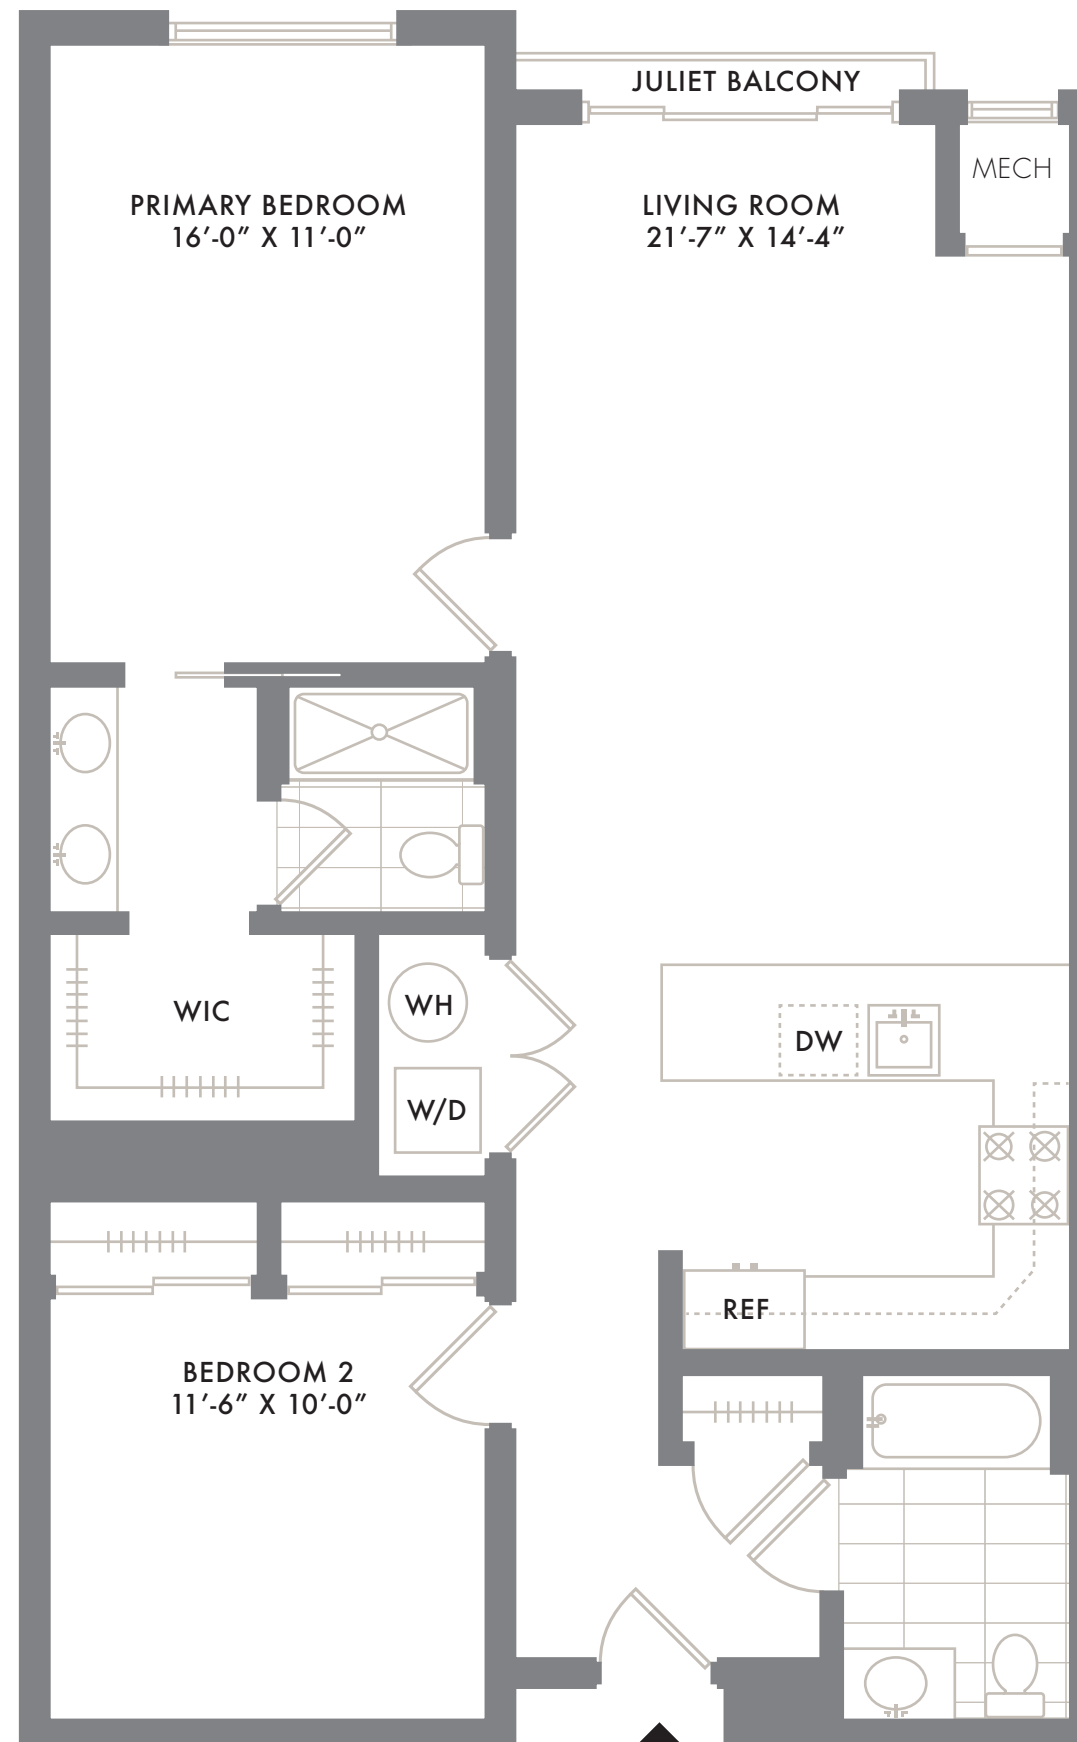 JULIET BALCONY
MECH
PRIMARY BEDROOM
16′-0″ X 11′-0″
LIVING ROOM
21′-7″ X 14′-4″
WIC
WH
DW
W/D
REF
BEDROOM 2
11′-6″ X 10′-0″